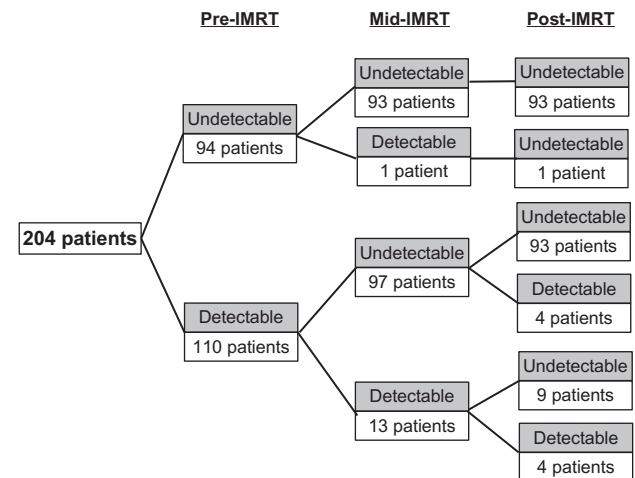 Pre-IMRT Mid-IMRT Post-IMRT
Undetectable
93 patients
Undetectable
93 patients
Undetectable
94 patients
Detectable
1 patient
Undetectable
1 patient
204 patients
Undetectable
97 patients
Undetectable
93 patients
Detectable
4 patients
Detectable
110 patients
Detectable
13 patients
Undetectable
9 patients
Detectable
4 patients